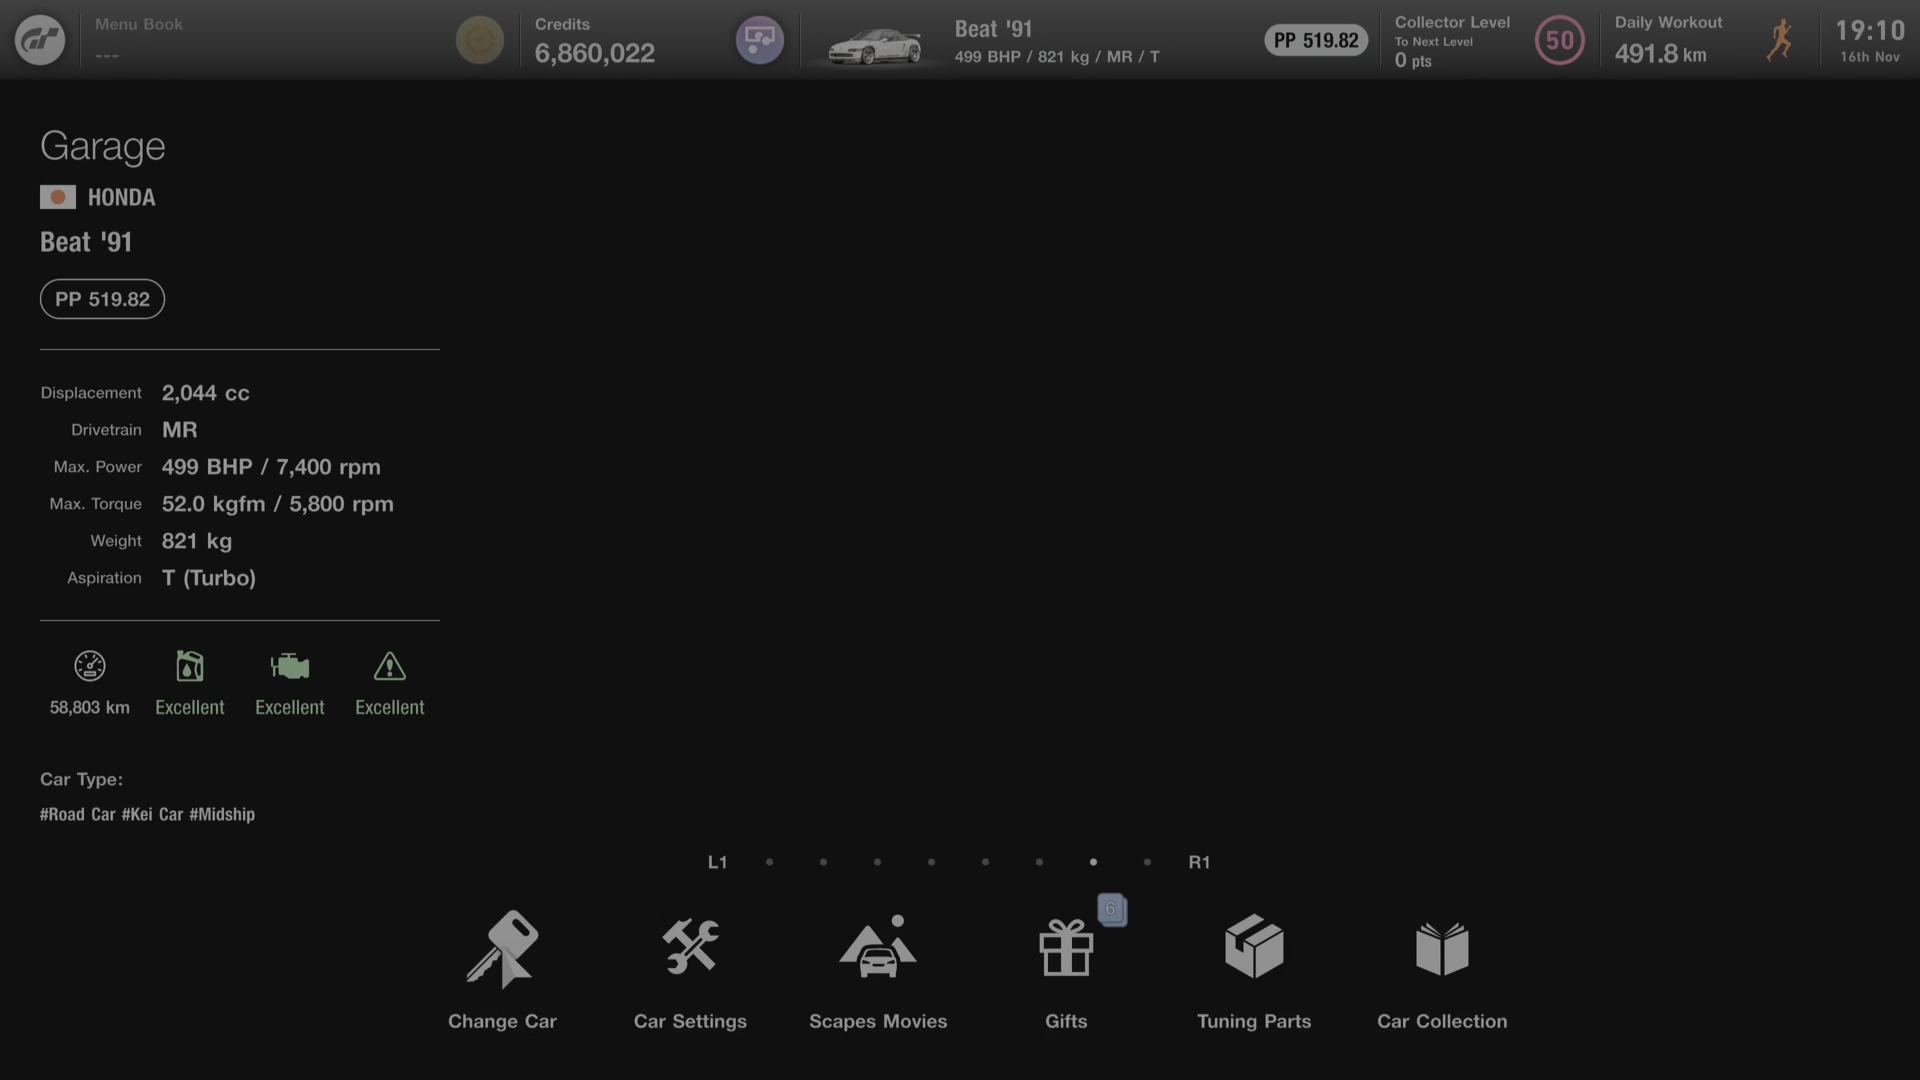 Menu Book
---
Credits
6,860,022
Beat '91
499 BHP / 821 kg / MR / T
PP 519.82
Collector Level
To Next Level
0 pts
50
Daily Workout
491.8 km
19:10
16th Nov
Garage
HONDA
Beat '91
PP 519.82
Displacement 2,044 cc
Drivetrain MR
Max. Power 499 BHP / 7,400 rpm
Max. Torque 52.0 kgfm / 5,800 rpm
Weight 821 kg
Aspiration T (Turbo)
58,803 km Excellent Excellent Excellent
Car Type:
#Road Car #Kei Car #Midship
L1 R1
6
Change Car Car Settings Scapes Movies Gifts Tuning Parts Car Collection